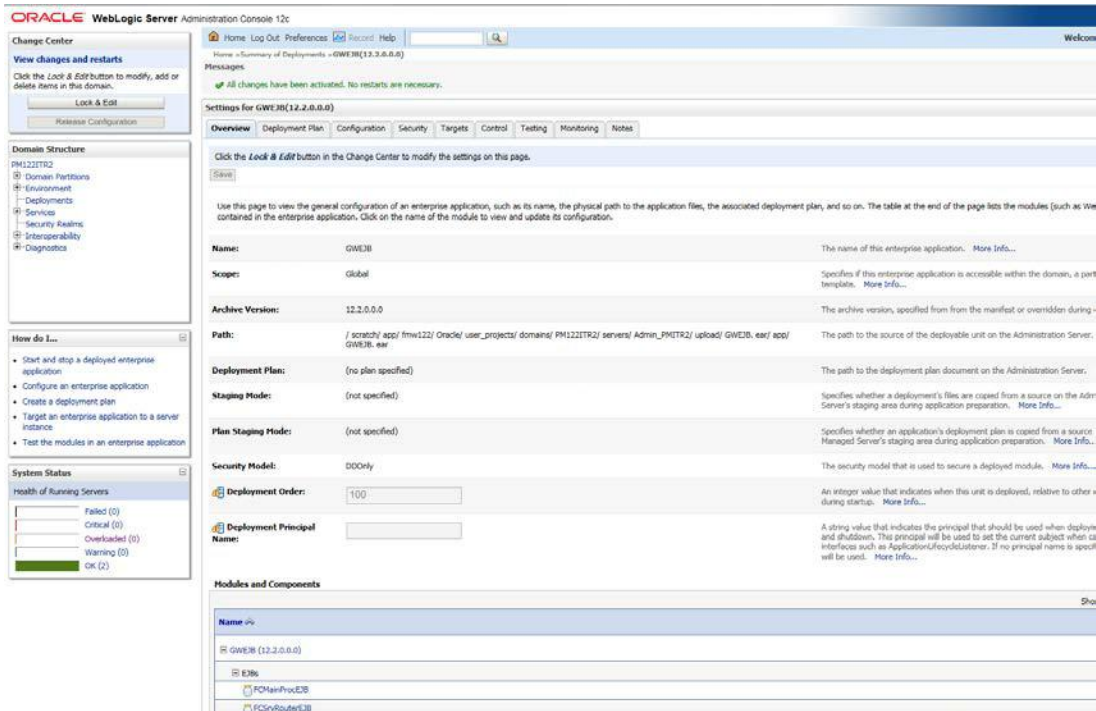 ORACLE WebLogic Server Administration Console 12c
Change Center
View changes and restarts
Click the Lock & Edit button to modify, add or
delete items in this domain.
Lock & Edit
Release Configuration
Domain Structure
PM122ITR2
Domain Partitions
Environment
Deployments
Services
Security Realms
Interoperability
Diagnostics
How do I...
Start and stop a deployed enterprise
application
Configure an enterprise application
Create a deployment plan
Target an enterprise application to a server
instance
Test the modules in an enterprise application
System Status
Health of Running Servers
Failed (0)
Critical (0)
Overloaded (0)
Warning (0)
OK (2)
Home Log Out Preferences Record Help
Welcom
Home >Summary of Deployments >GWEJB(12.2.0.0.0)
Messages
All changes have been activated. No restarts are necessary.
Settings for GWEJB(12.2.0.0.0)
Overview Deployment Plan Configuration Security Targets Control Testing Monitoring Notes
Click the Lock & Edit button in the Change Center to modify the settings on this page.
Save
Use this page to view the general configuration of an enterprise application, such as its name, the physical path to the application files, the associated deployment plan, and so on. The table at the end of the page lists the modules (such as We
contained in the enterprise application. Click on the name of the module to view and update its configuration.
Name: GWEJB The name of this enterprise application. More Info...
Scope: Global Specifies if this enterprise application is accessible within the domain, a part
template. More Info...
Archive Version: 12.2.0.0.0 The archive version, specified from from the manifest or overridden during
Path: / scratch/ app/ fmw122/ Oracle/ user_projects/ domains/ PM122ITR2/ servers/ Admin_PMITR2/ upload/ GWEJB. ear/ app/
GWEJB. ear
The path to the source of the deployable unit on the Administration Server.
Deployment Plan: (no plan specified) The path to the deployment plan document on the Administration Server.
Staging Mode: (not specified) Specifies whether a deployment's files are copied from a source on the Adm
Server's staging area during application preparation. More Info...
Plan Staging Mode: (not specified) Specifies whether an application's deployment plan is copied from a source
Managed Server's staging area during application preparation. More Info...
Security Model: DDOnly The security model that is used to secure a deployed module. More Info...
Deployment Order: 100 An integer value that indicates when this unit is deployed, relative to other
during startup. More Info...
Deployment Principal
Name:
A string value that indicates the principal that should be used when deployin
and shutdown. This principal will be used to set the current subject when ca
interfaces such as ApplicationLifecycleListener. If no principal name is specif
will be used. More Info...
Modules and Components
Sho
Name
GWEJB (12.2.0.0.0)
EJBs
FCMainProcEJB
FCSrvRouterEJB